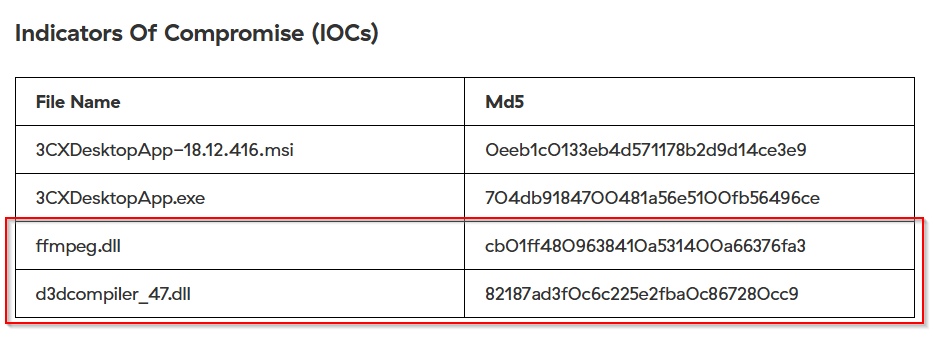 Indicators Of Compromise (IOCs)
File Name Md5
3CXDesktopApp-18.12.416.msi 0eeb1c0133eb4d571178b2d9d14ce3e9
3CXDesktopApp.exe 704db9184700481a56e5100fb56496ce
ffmpeg.dll cb01ff4809638410a531400a66376fa3
d3dcompiler_47.dll 82187ad3f0c6c225e2fba0c867280cc9